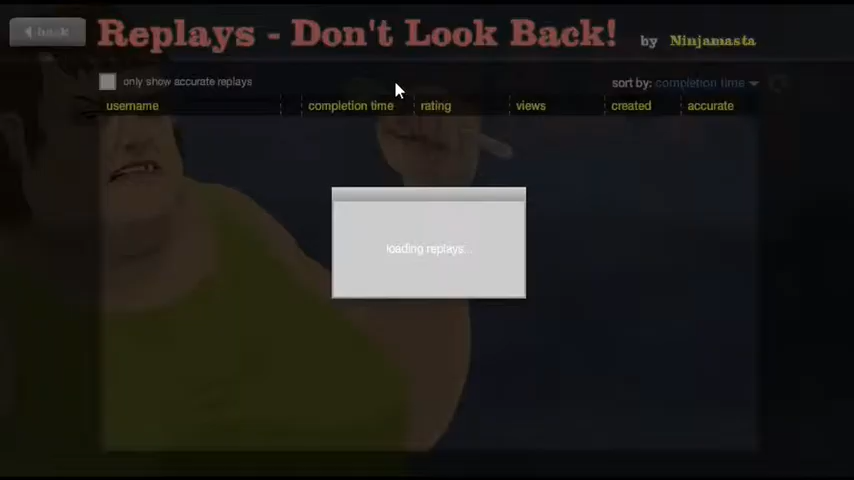 back
Replays - Don't Look Back! by Ninjamasta
only show accurate replays
sort by: completion time
username completion time rating views created accurate
loading replays...